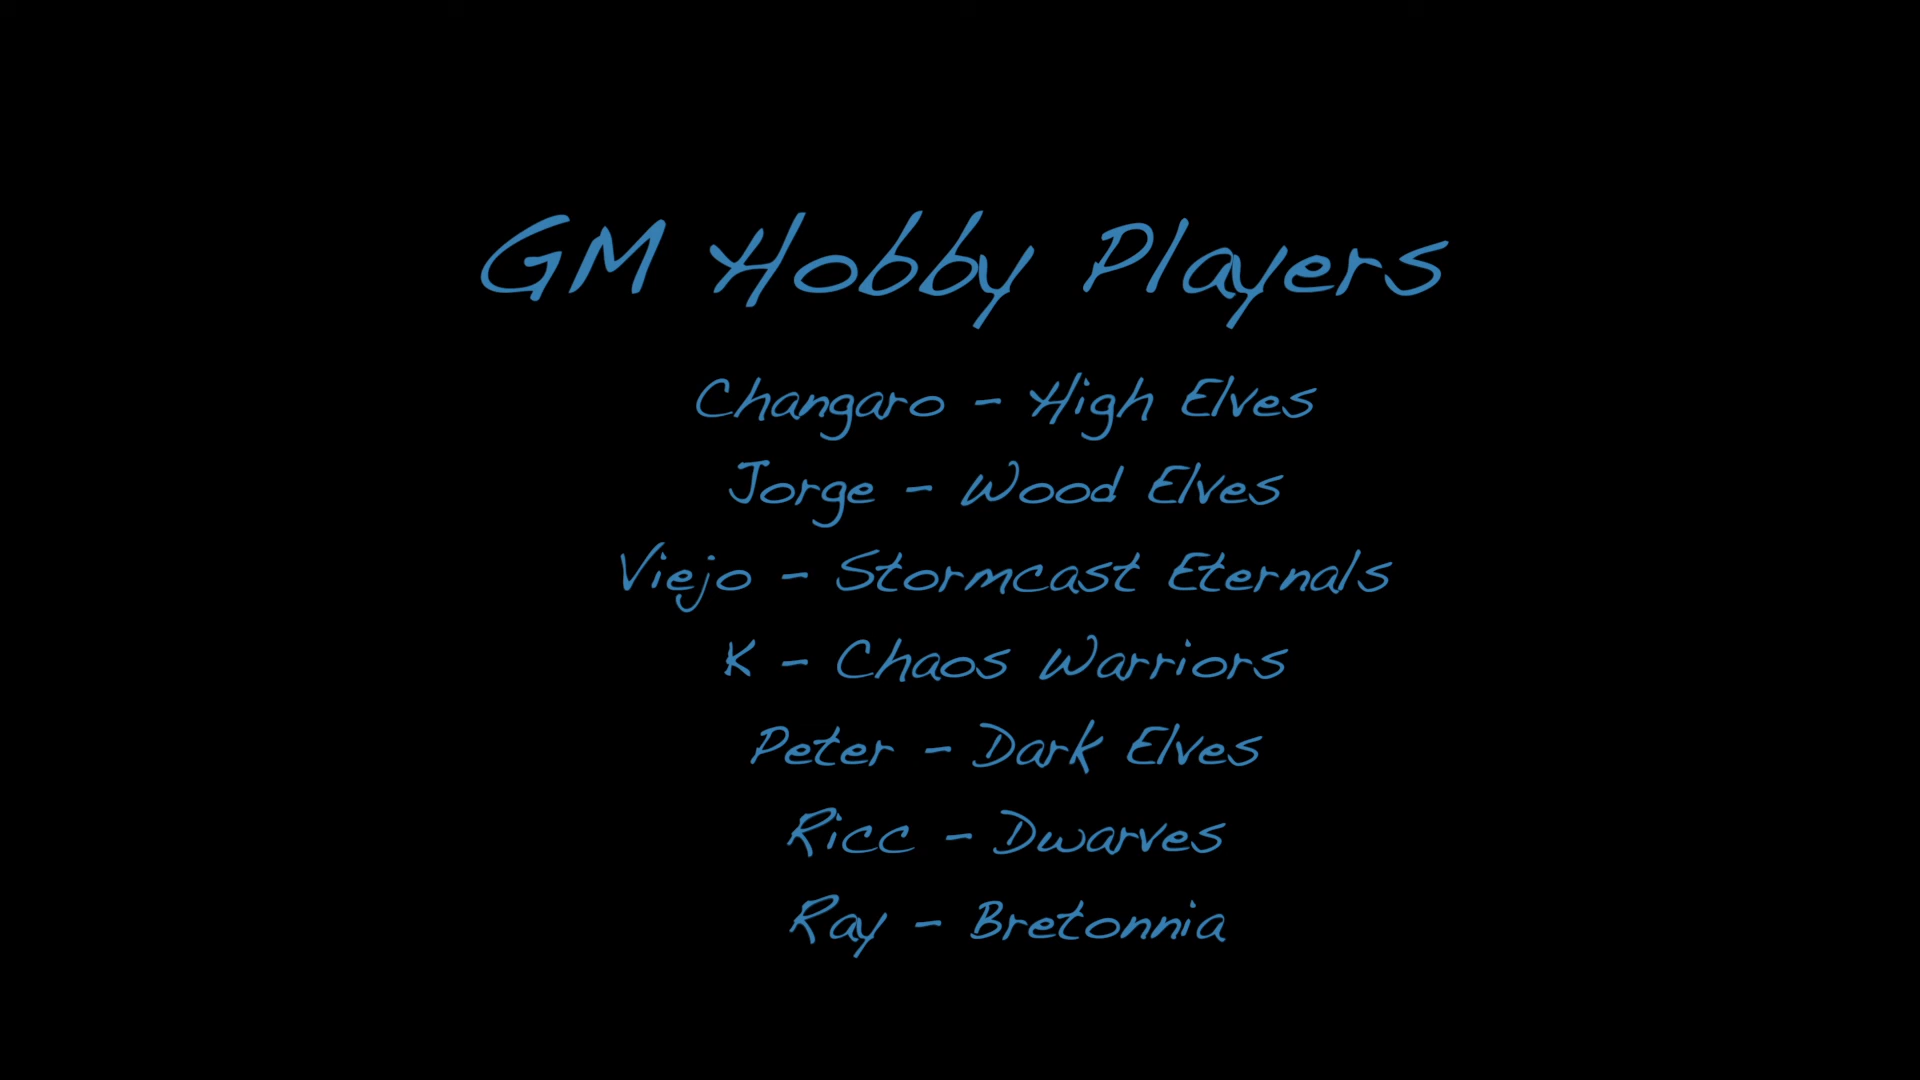 GM Hobby Players
Changaro - High Elves
Jorge - Wood Elves
Viejo - Stormcast Eternals
K - Chaos Warriors
Peter - Dark Elves
Ricc - Dwarves
Ray - Bretonnia